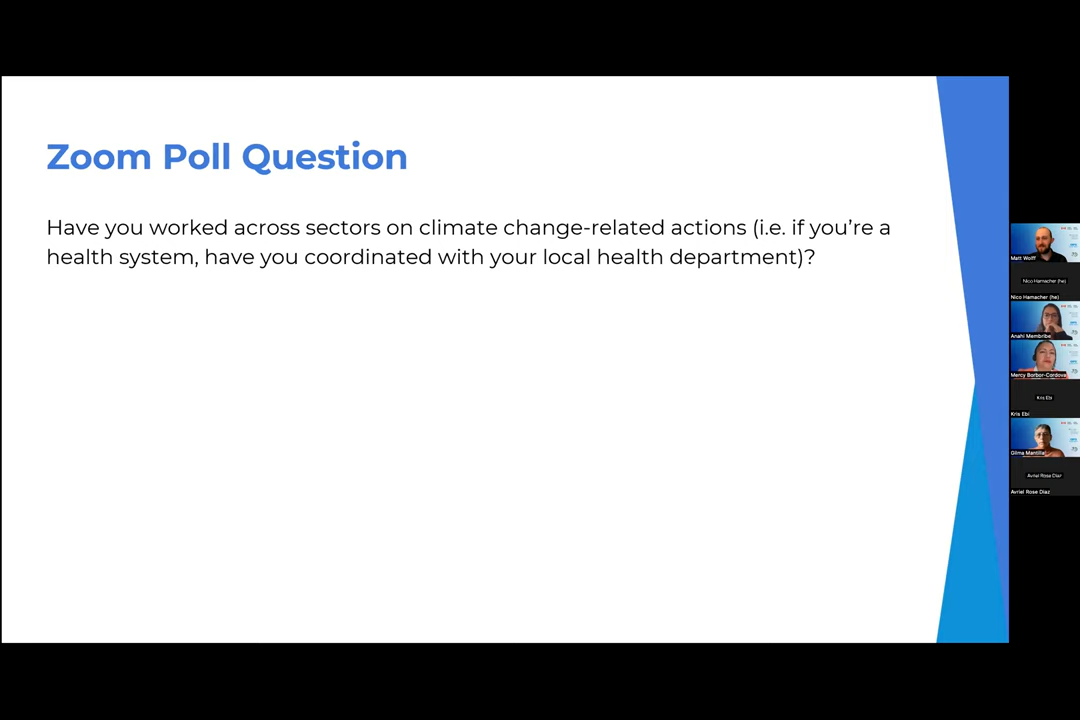 Zoom Poll Question
Have you worked across sectors on climate change-related actions (i.e. if you’re a
health system, have you coordinated with your local health department)?
Matt Wolff
Nico Hamacher (he)
Nico Hamacher (he)
Anahi Membribe
Mercy Borbor-Cordova
Kris Ebi
Kris Ebi
Gilma Mantilla
Avriel Rose Diaz
Avriel Rose Diaz